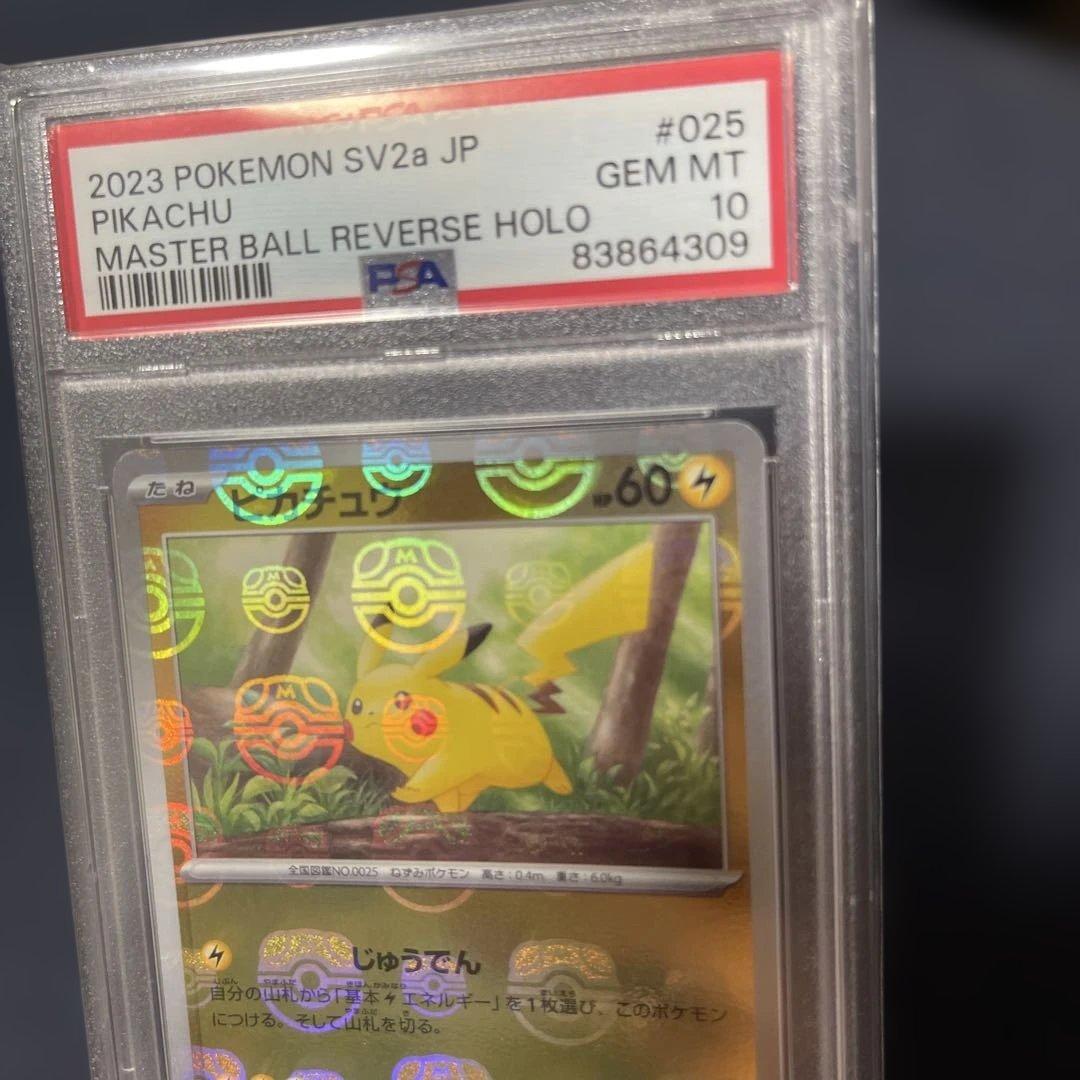 2023 POKEMON SV2a JP #025
PIKACHU GEM MT
MASTER BALL REVERSE HOLO 10
83864309
PSA
たね ピカチュウ HP60
全国図鑑NO.0025 ねずみポケモン 高さ:0.4m 重さ:6.0kg
じゅうでん
自分の山札から「基本エネルギー」を1枚選び、このポケモン
につける。そして山札を切る。